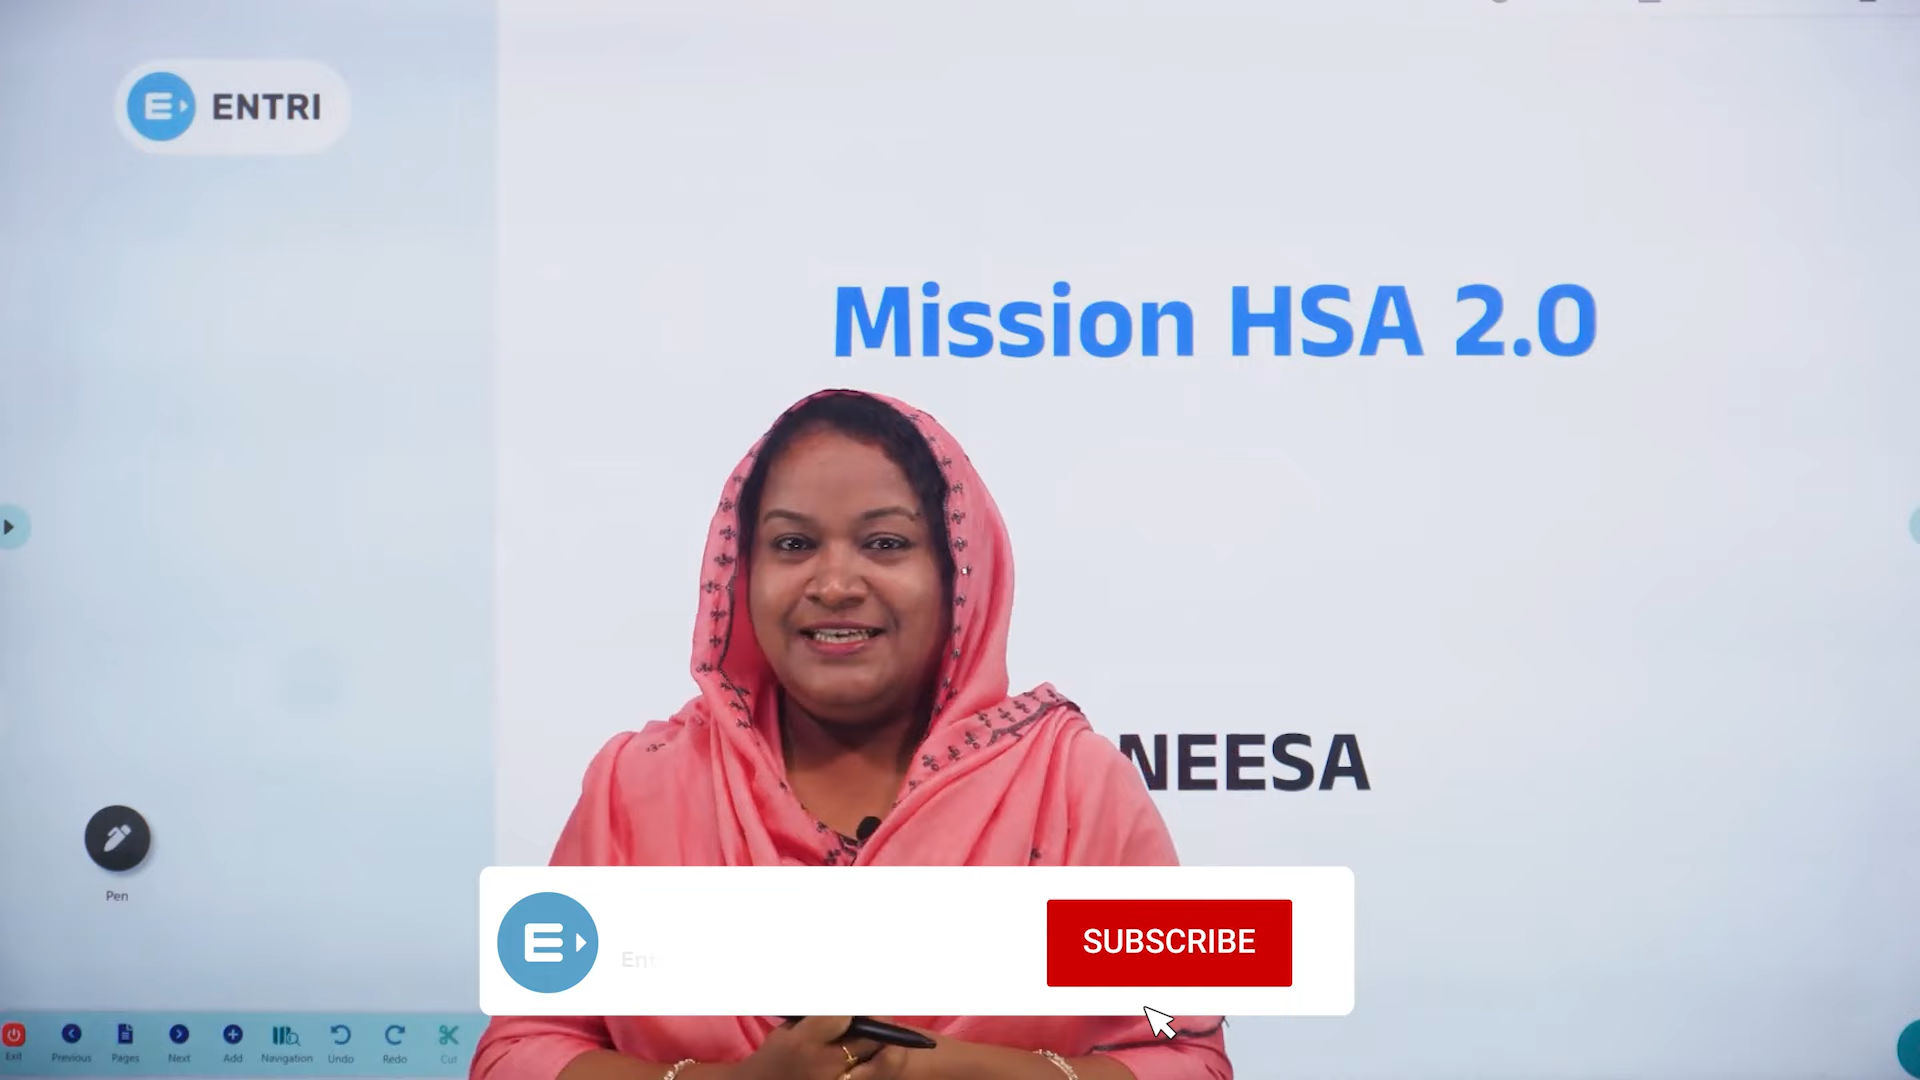 ENTRI
Mission HSA 2.0
NEESA
Pen
SUBSCRIBE
Exit
Previous
Pages
Next
Add
Navigation
Undo
Redo
Cut